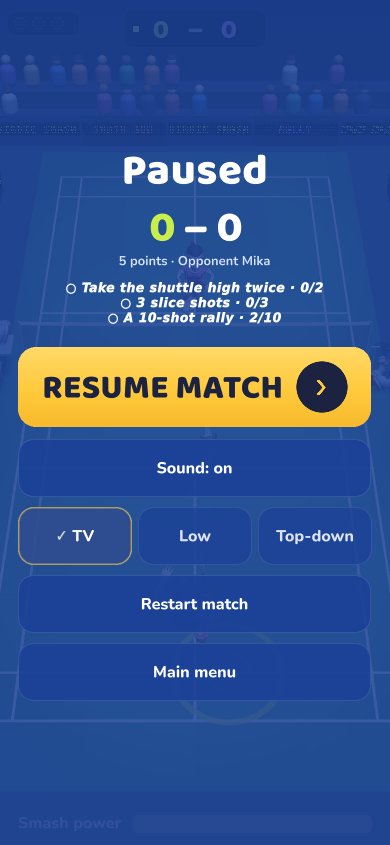 0 – 0
Paused
0 – 0
5 points · Opponent Mika
○ Take the shuttle high twice · 0/2
○ 3 slice shots · 0/3
○ A 10-shot rally · 2/10
RESUME MATCH ›
Sound: on
✓ TV Low Top-down
Restart match
Main menu
Smash power